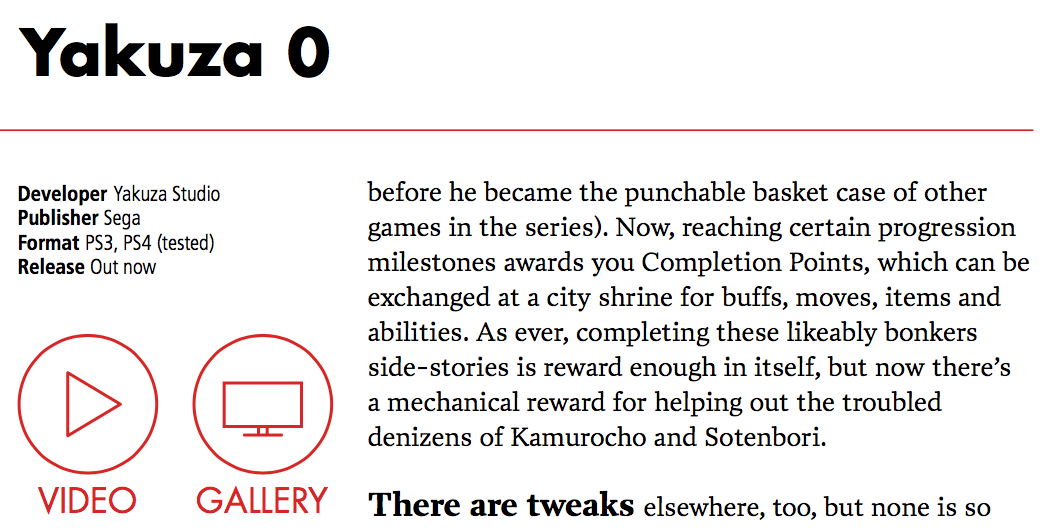 Yakuza 0
Developer Yakuza Studio
Publisher Sega
Format PS3, PS4 (tested)
Release Out now
VIDEO
GALLERY
before he became the punchable basket case of other
games in the series). Now, reaching certain progression
milestones awards you Completion Points, which can be
exchanged at a city shrine for buffs, moves, items and
abilities. As ever, completing these likeably bonkers
side-stories is reward enough in itself, but now there’s
a mechanical reward for helping out the troubled
denizens of Kamurocho and Sotenbori.
There are tweaks elsewhere, too, but none is so